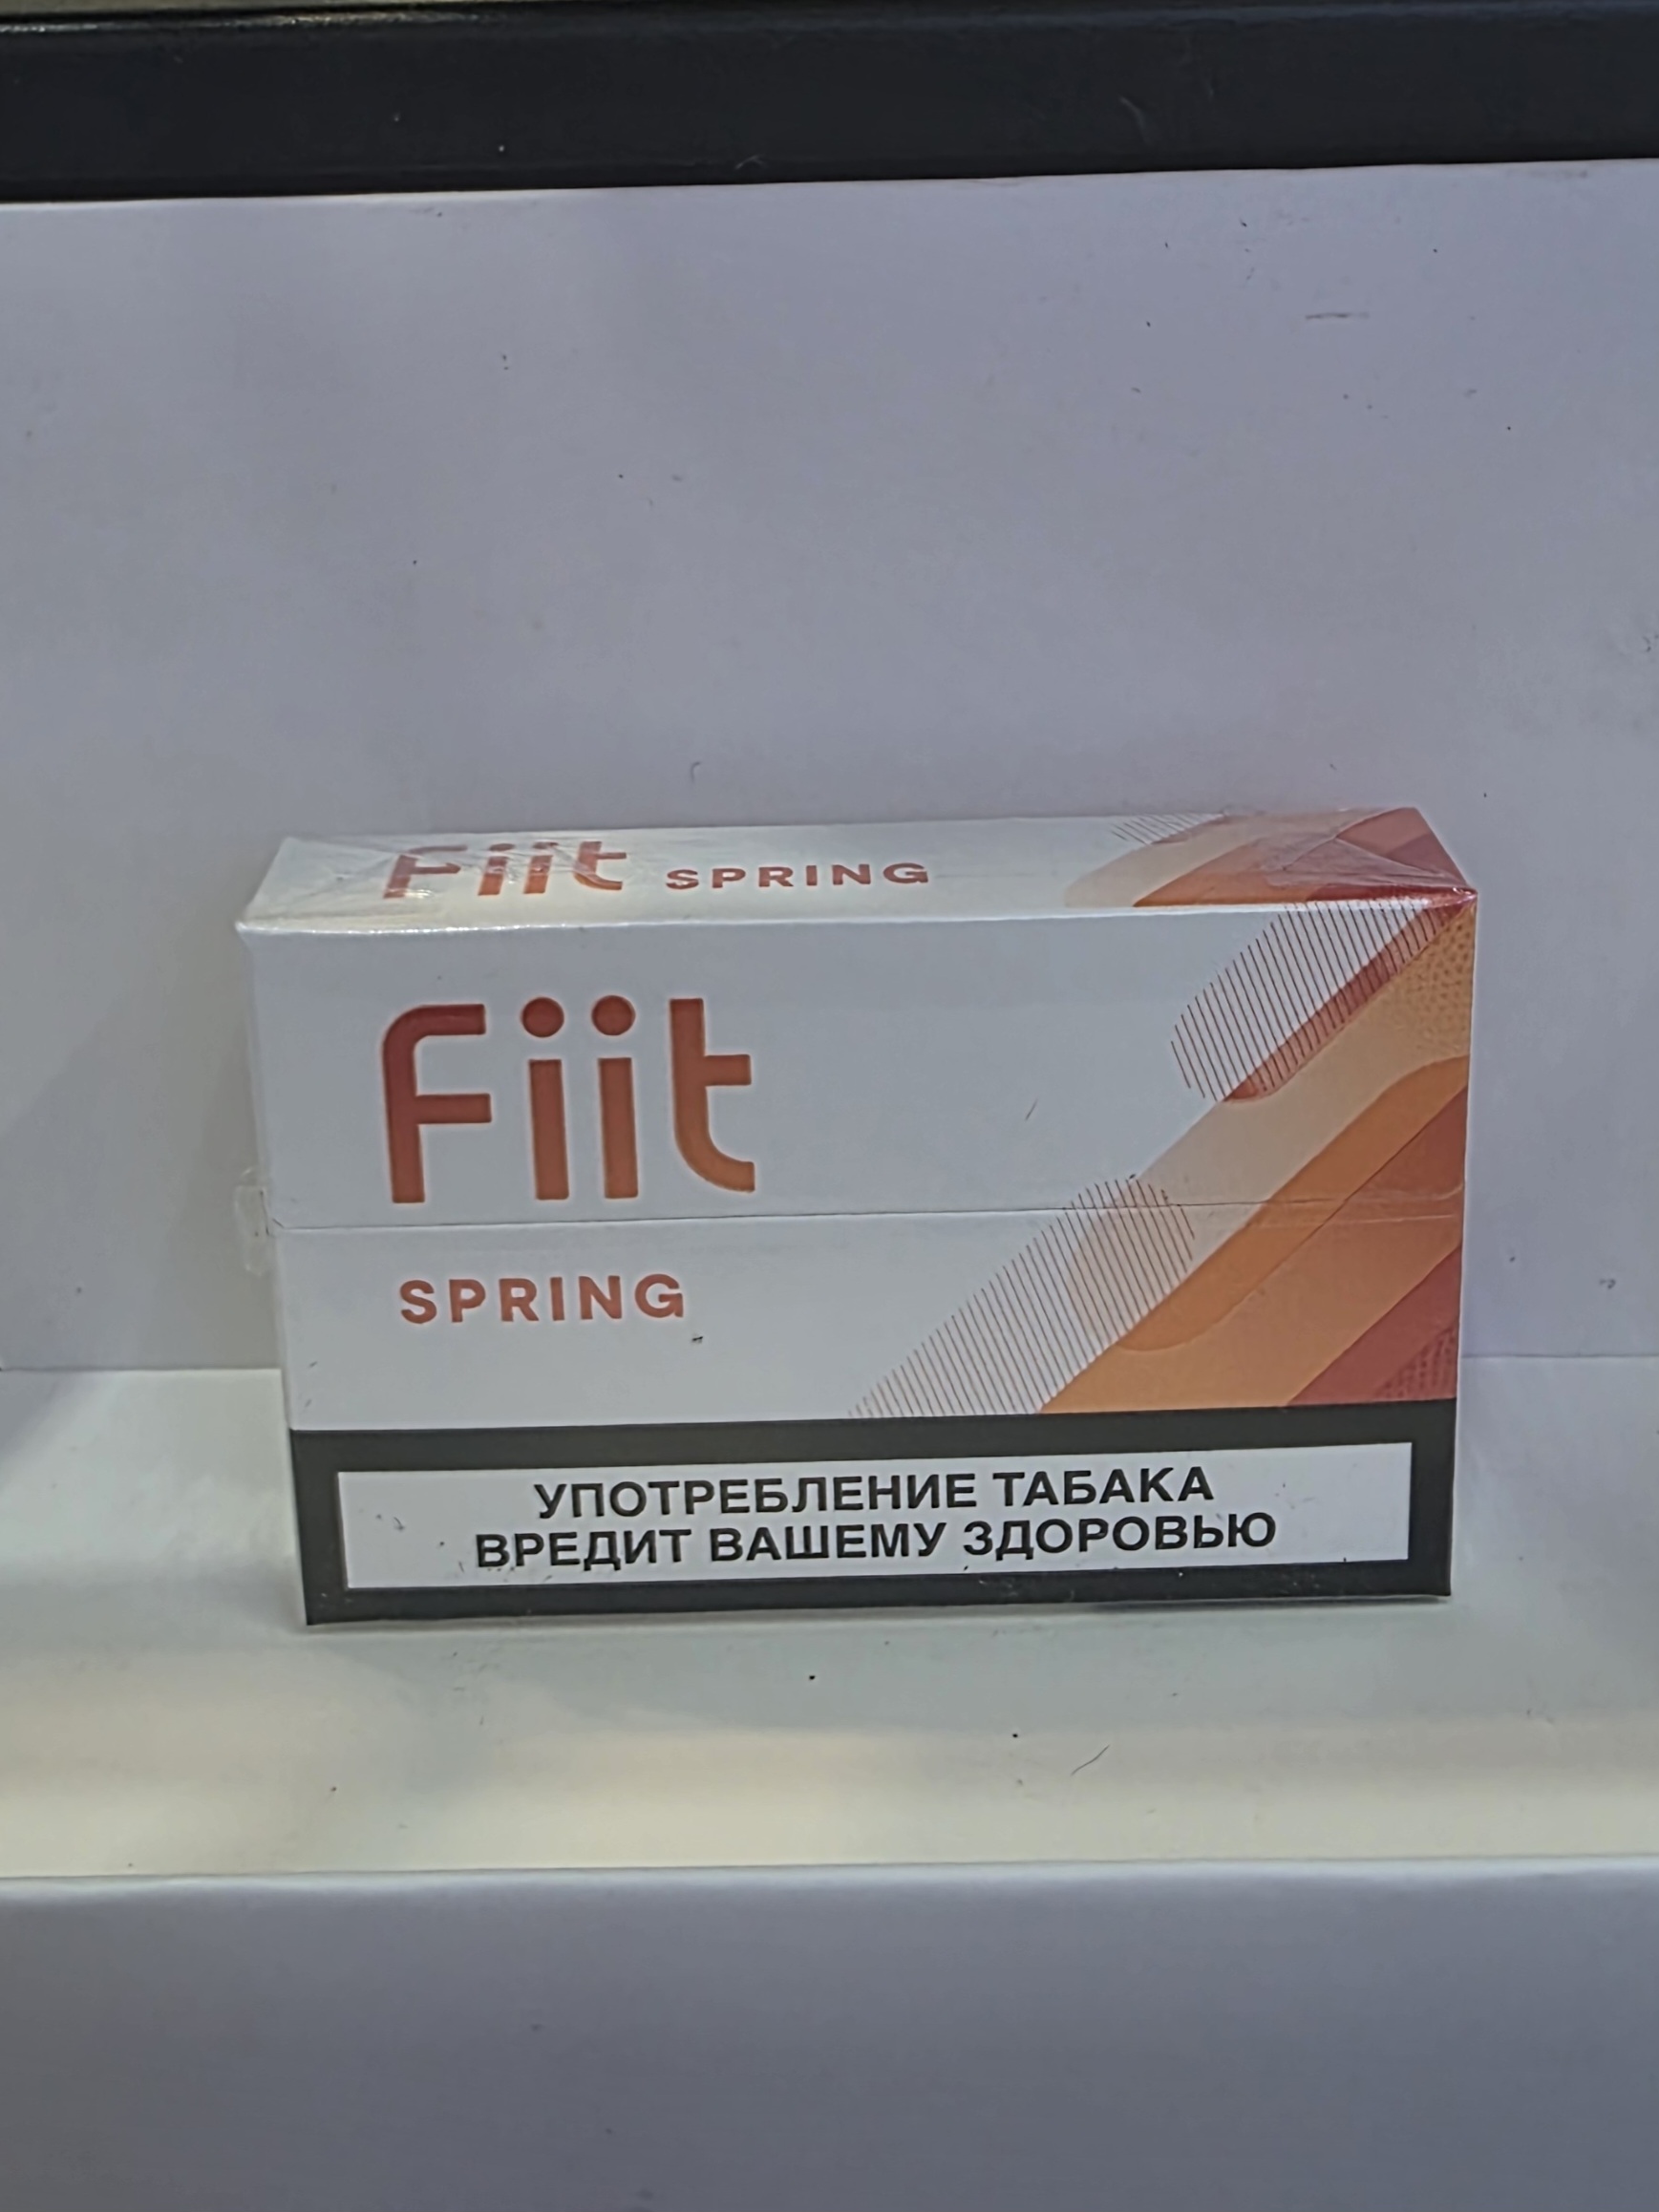 Fiit SPRING
Fiit
SPRING
УПОТРЕБЛЕНИЕ ТАБАКА
ВРЕДИТ ВАШЕМУ ЗДОРОВЬЮ